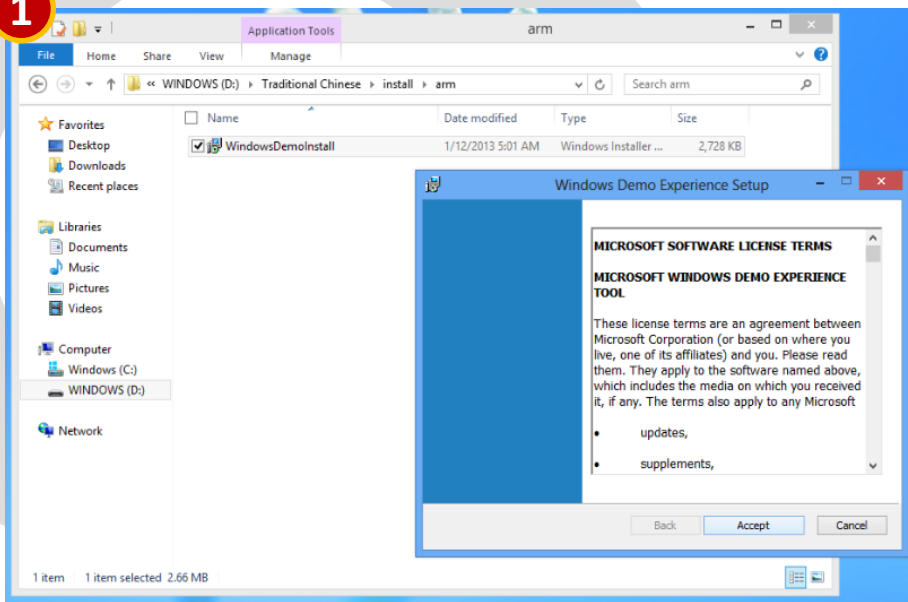 1
Application Tools
arm
File
Home
Share
View
Manage
« WINDOWS (D:) Traditional Chinese install arm
Search arm
Name
Date modified
Type
Size
WindowsDemoInstall
1/12/2013 5:01 AM
Windows Installer ...
2,728 KB
Favorites
Desktop
Downloads
Recent places
Libraries
Documents
Music
Pictures
Videos
Computer
Windows (C:)
WINDOWS (D:)
Network
1 item
1 item selected 2.66 MB
Windows Demo Experience Setup
MICROSOFT SOFTWARE LICENSE TERMS
MICROSOFT WINDOWS DEMO EXPERIENCE
TOOL
These license terms are an agreement between
Microsoft Corporation (or based on where you
live, one of its affiliates) and you. Please read
them. They apply to the software named above,
which includes the media on which you received
it, if any. The terms also apply to any Microsoft
• updates,
• supplements,
Back
Accept
Cancel